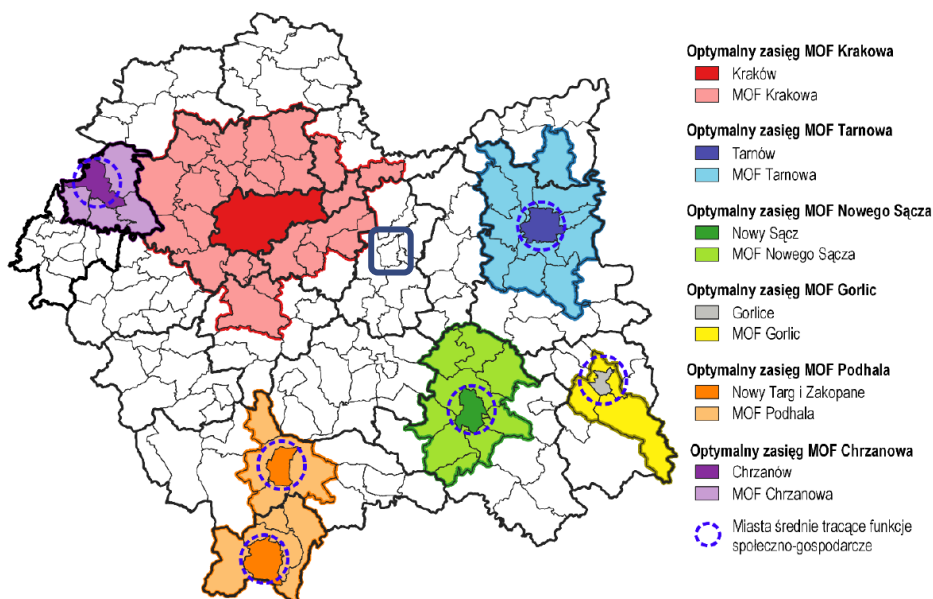 Optymalny zasięg MOF Krakowa
Kraków
MOF Krakowa
Optymalny zasięg MOF Tarnowa
Tarnów
MOF Tarnowa
Optymalny zasięg MOF Nowego Sącza
Nowy Sącz
MOF Nowego Sącza
Optymalny zasięg MOF Gorlic
Gorlice
MOF Gorlic
Optymalny zasięg MOF Podhala
Nowy Targ i Zakopane
MOF Podhala
Optymalny zasięg MOF Chrzanowa
Chrzanów
MOF Chrzanowa
Miasta średnie tracące funkcje
społeczno-gospodarcze